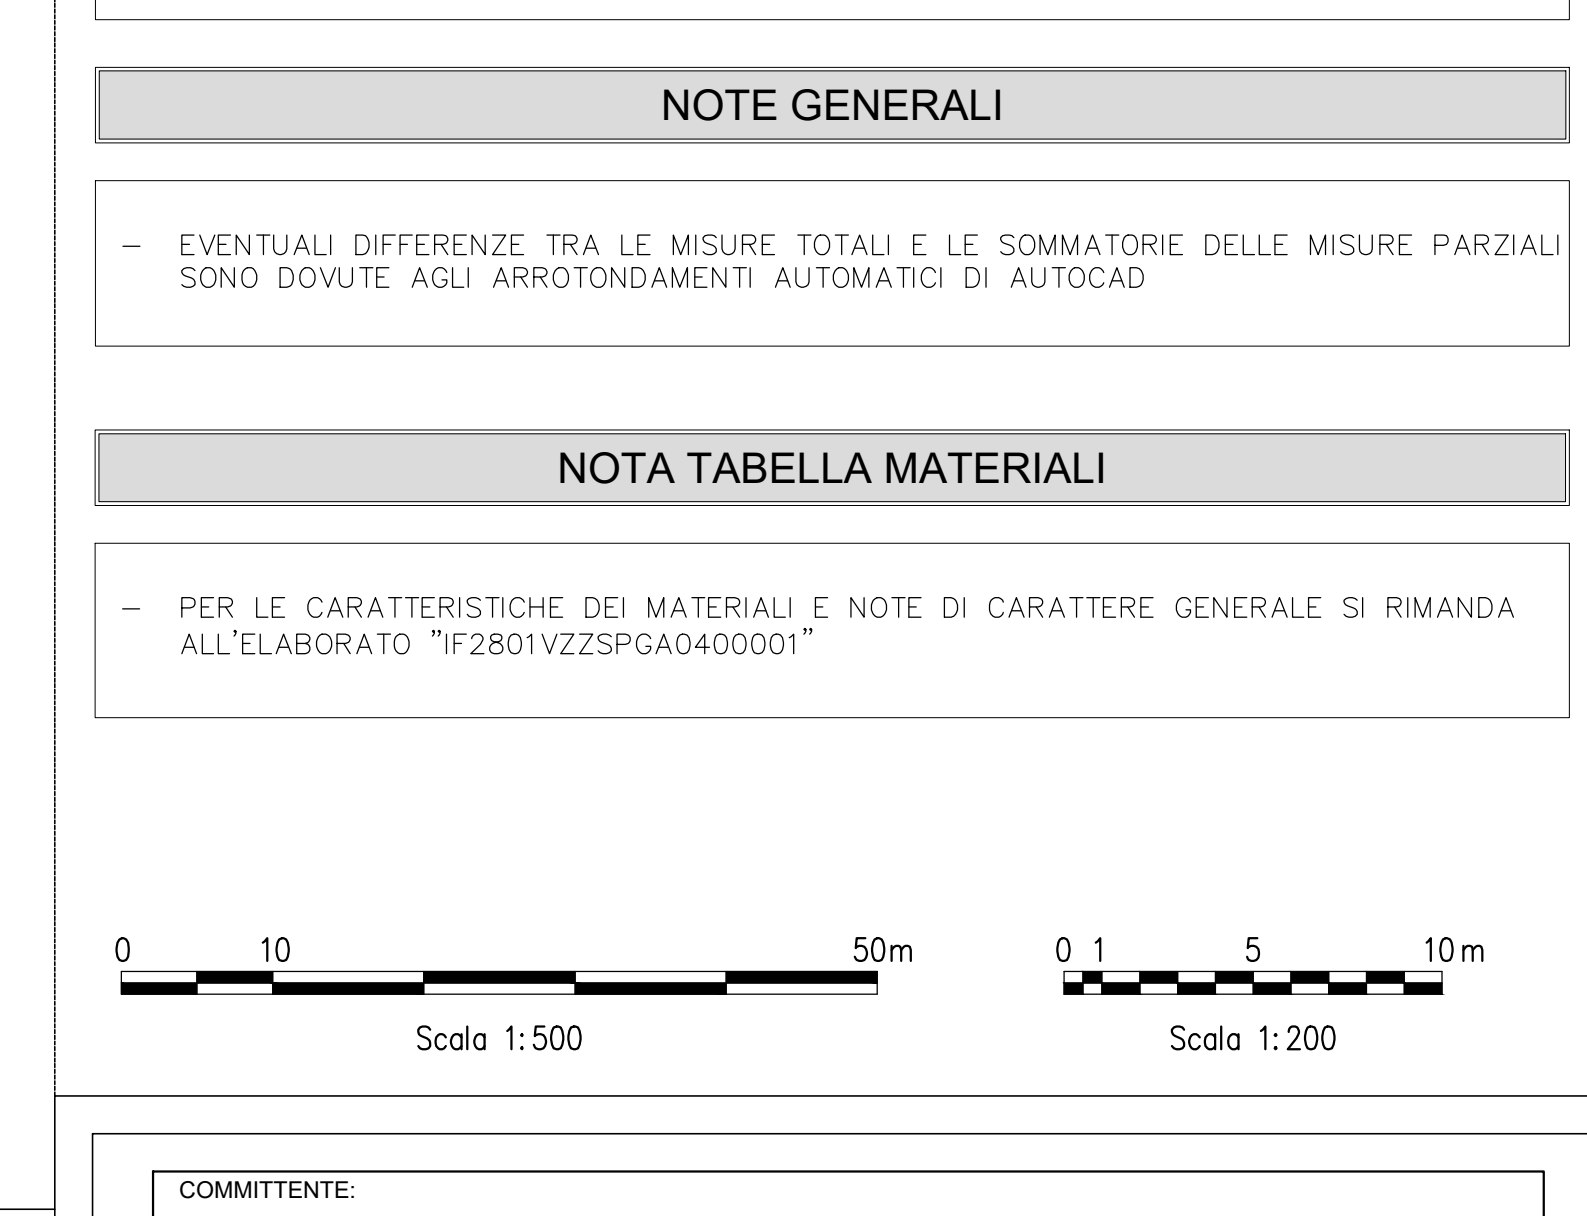 NOTE GENERALI
— EVENTUALI DIFFERENZE TRA LE MISURE TOTALI E LE SOMMATORIE DELLE MISURE PARZIALI
SONO DOVUTE AGLI ARROTONDAMENTI AUTOMATICI DI AUTOCAD
NOTA TABELLA MATERIALI
— PER LE CARATTERISTICHE DEI MATERIALI E NOTE DI CARATTERE GENERALE SI RIMANDA
ALL'ELABORATO "IF2801VZZSPGA0400001"
0 10 50m
Scala 1:500
0 1 5 10m
Scala 1:200
COMMITTENTE: